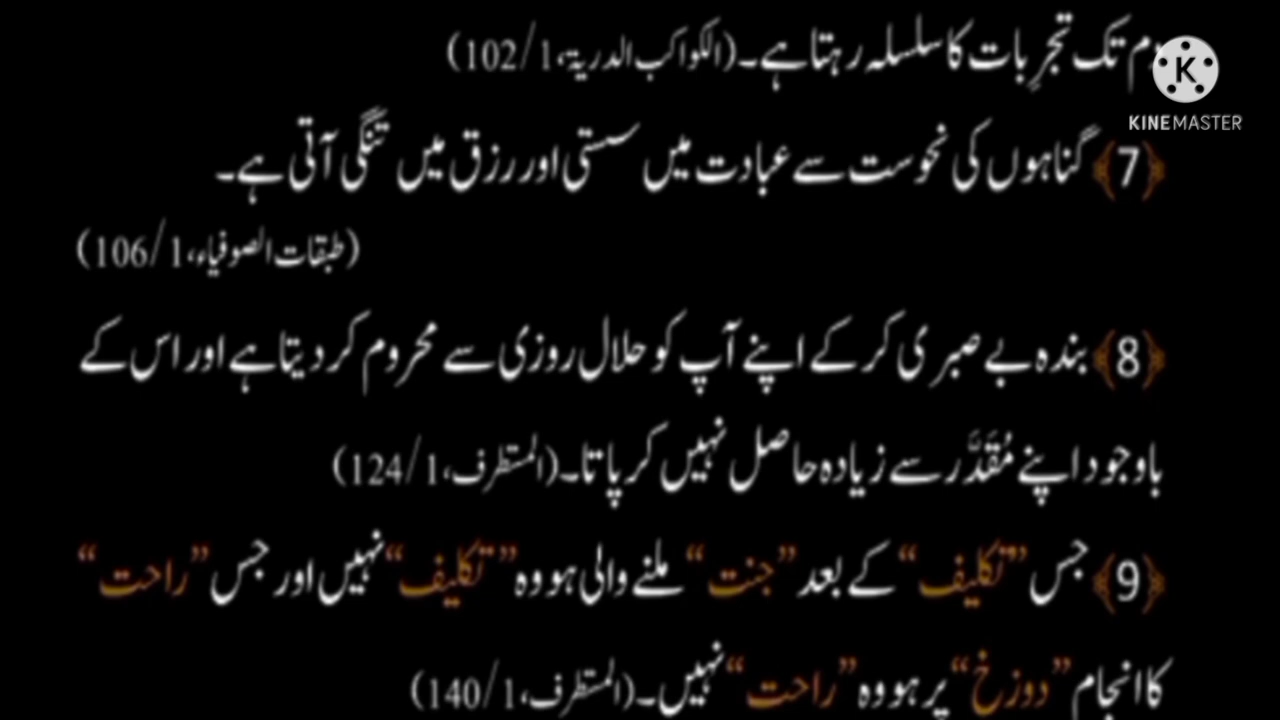 دم تک تجربات کا سلسلہ رہتا ہے۔ (الکواکب الدریۃ، 1/102)
KINEMASTER
﴿7﴾ گناہوں کی نحوست سے عبادت میں سستی اور رزق میں تنگی آتی ہے۔
(طبقات الصوفیاء، 1/106)
﴿8﴾ بندہ بے صبری کر کے اپنے آپ کو حلال روزی سے محروم کر دیتا ہے اور اس کے
باوجود اپنے مُقَدَّر سے زیادہ حاصل نہیں کر پاتا۔ (المستطرف، 1/124)
﴿9﴾ جس ”تکلیف“ کے بعد ”جنت“ ملنے والی ہو وہ ”تکلیف“ نہیں اور جس ”راحت“
کا انجام ”دوزخ“ پر ہو وہ ”راحت“ نہیں۔ (المستطرف، 1/140)